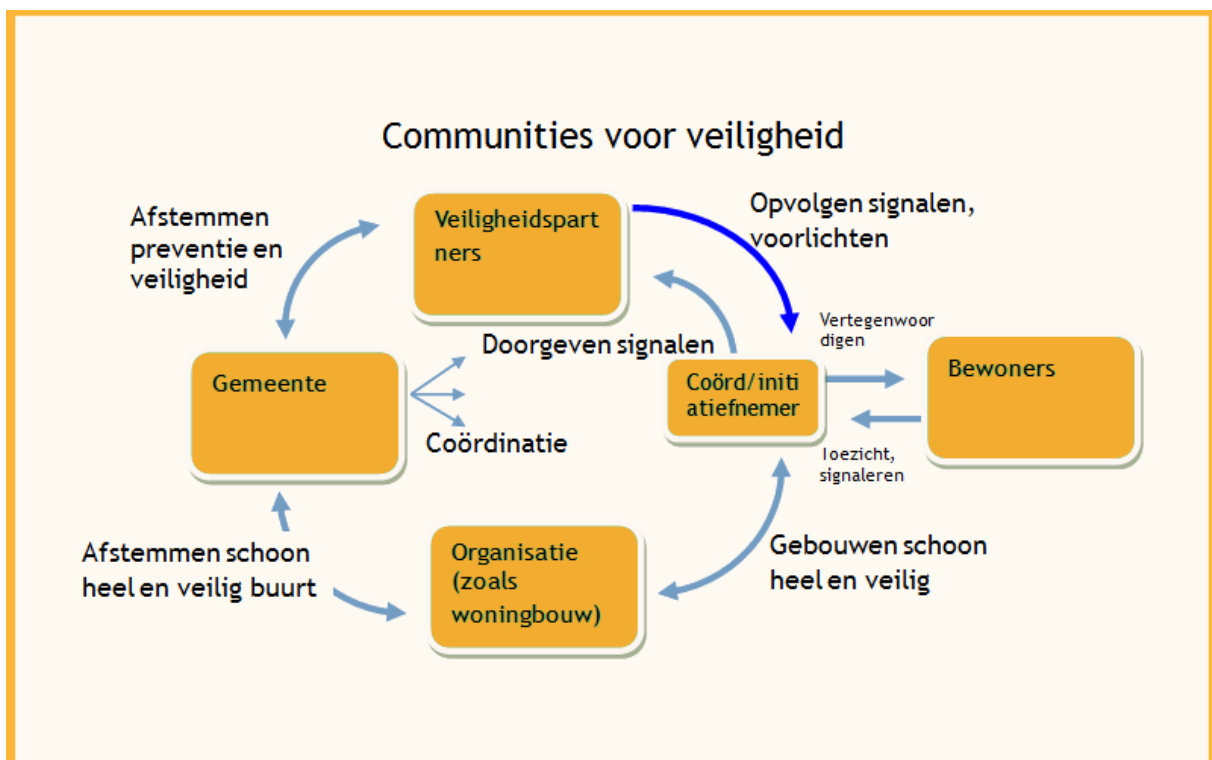 Communities voor veiligheid
Afstemmen
preventie en
veiligheid
Veiligheidspart
ners
Opvolgen signalen,
voorlichten
Vertegenwoor
digen
Doorgeven signalen
Gemeente
Coörd/initi
atiefnemer
Bewoners
Coördinatie
Toezicht,
signaleren
Afstemmen schoon
heel en veilig buurt
Organisatie
(zoals
woningbouw)
Gebouwen schoon
heel en veilig